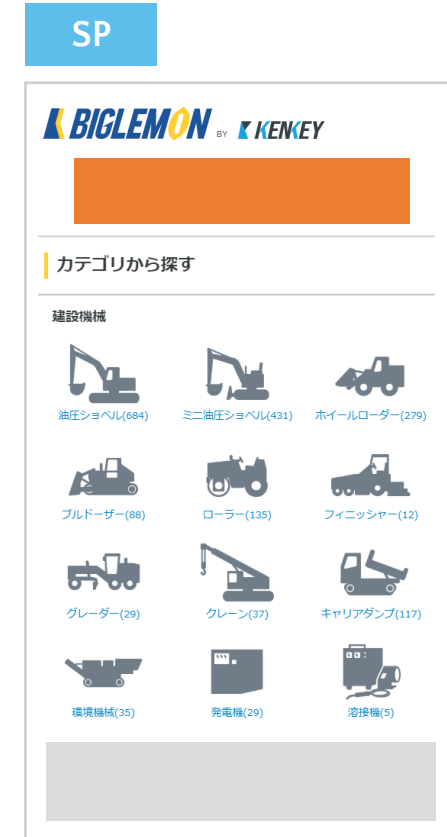 SP
BIGLEMON BY KENKEY
カテゴリから探す
建設機械
油圧ショベル(684) ミニ油圧ショベル(431) ホイールローダー(279)
ブルドーザー(88) ローラー(135) フィニッシャー(12)
グレーダー(29) クレーン(37) キャリアダンプ(117)
環境機械(35) 発電機(29) 溶接機(5)